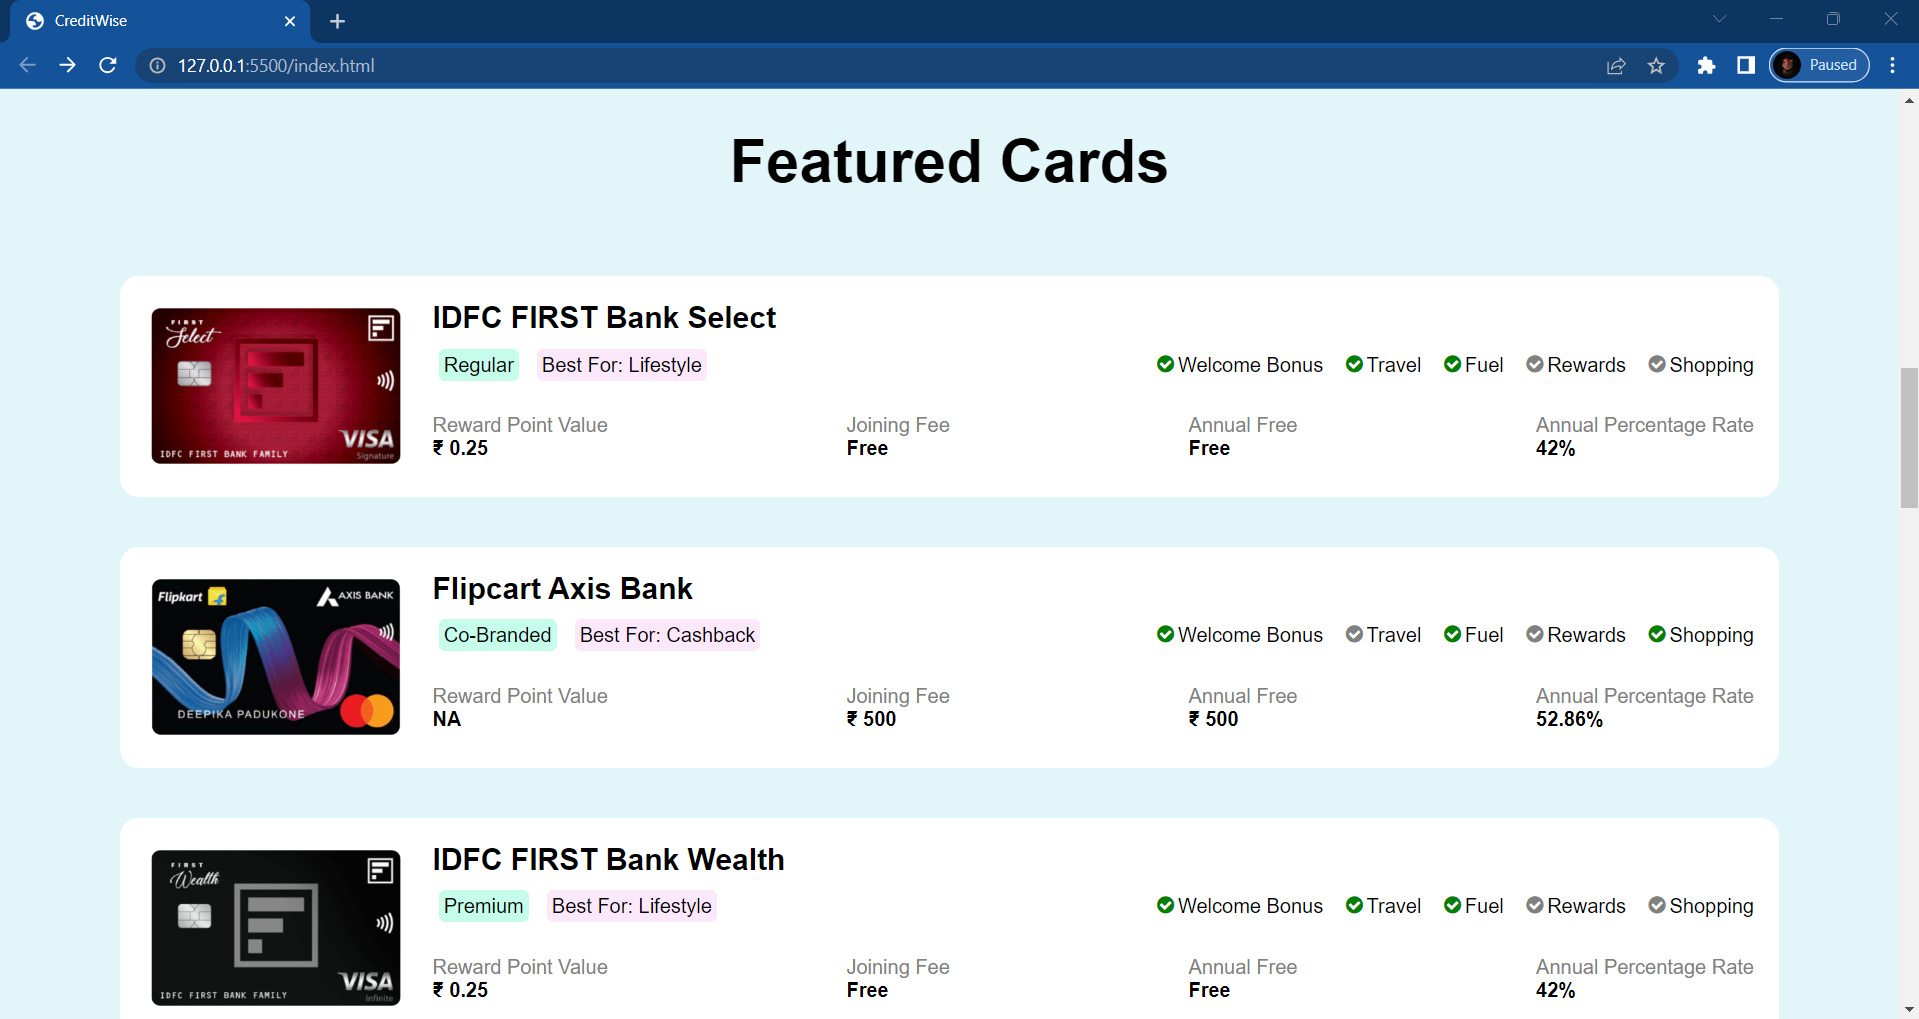 CreditWise
127.0.0.1:5500/index.html
Paused
Featured Cards
FIRST
Select
VISA
Signature
IDFC FIRST BANK FAMILY
IDFC FIRST Bank Select
Regular Best For: Lifestyle
Welcome Bonus Travel Fuel Rewards Shopping
Reward Point Value Joining Fee Annual Free Annual Percentage Rate
₹ 0.25 Free Free 42%
Flipkart
AXIS BANK
DEEPIKA PADUKONE
Flipcart Axis Bank
Co-Branded Best For: Cashback
Welcome Bonus Travel Fuel Rewards Shopping
Reward Point Value Joining Fee Annual Free Annual Percentage Rate
NA ₹ 500 ₹ 500 52.86%
FIRST
Wealth
VISA
Infinite
IDFC FIRST BANK FAMILY
IDFC FIRST Bank Wealth
Premium Best For: Lifestyle
Welcome Bonus Travel Fuel Rewards Shopping
Reward Point Value Joining Fee Annual Free Annual Percentage Rate
₹ 0.25 Free Free 42%